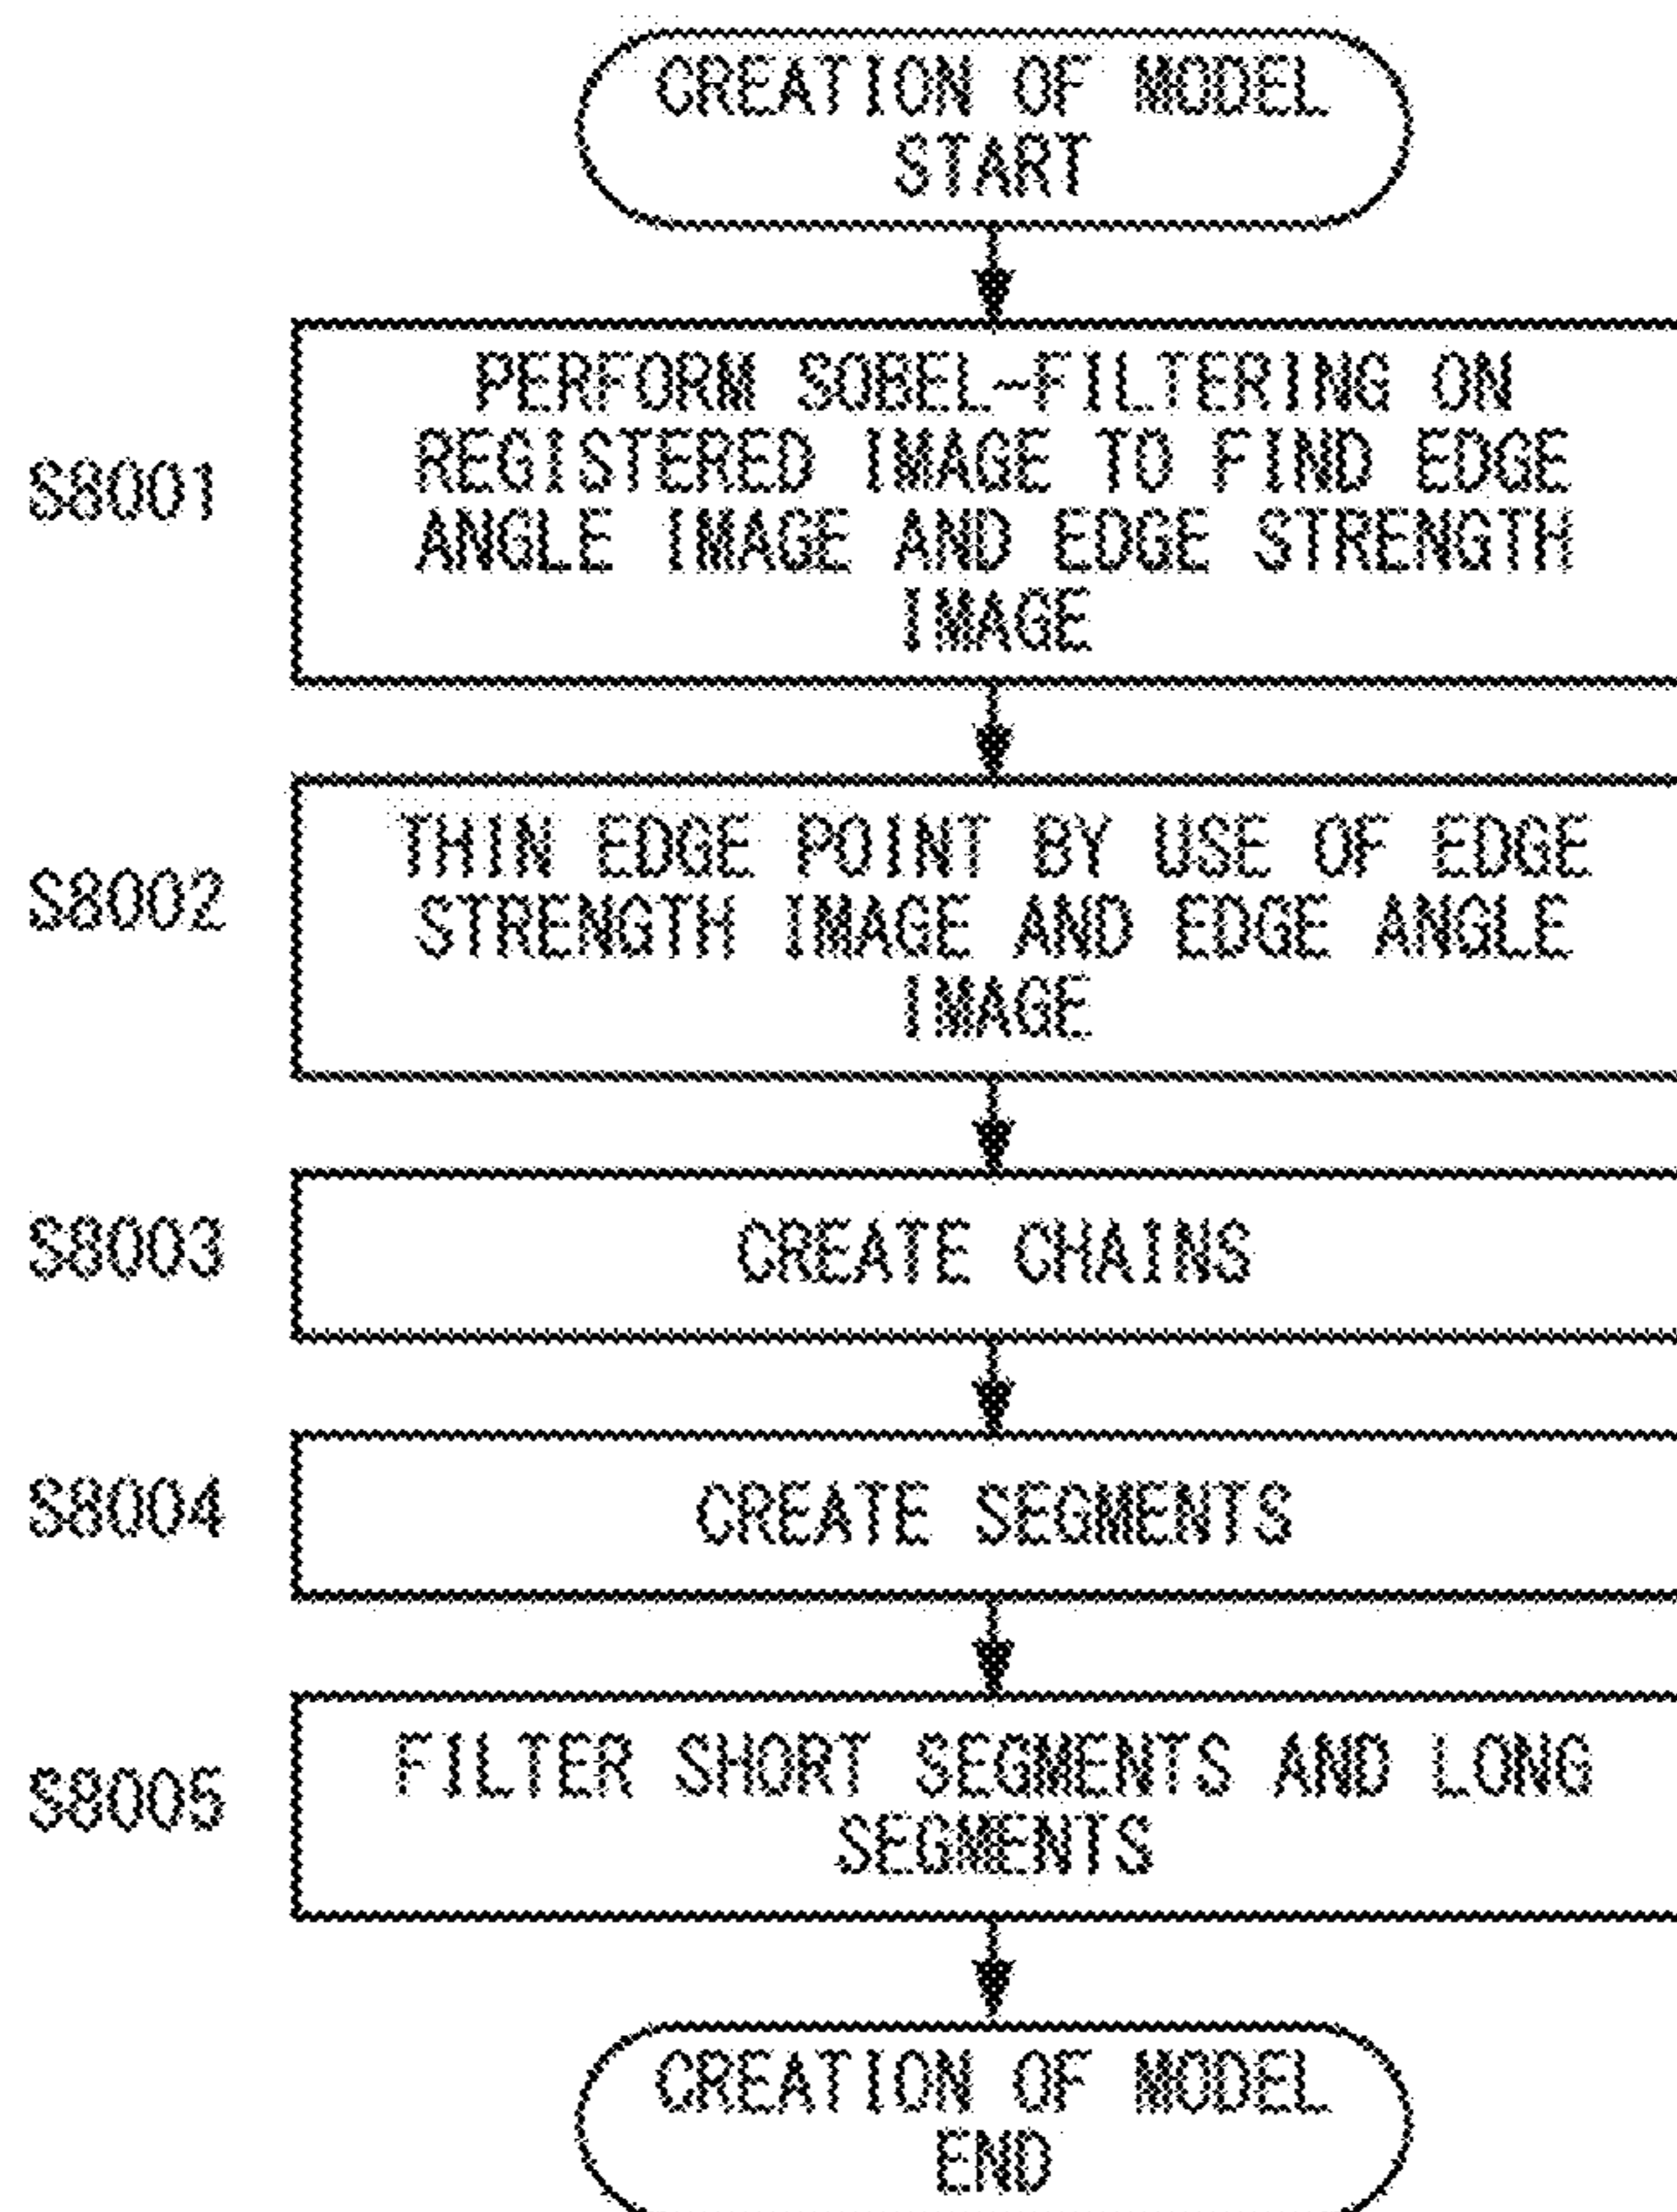 CREATION OF MODEL
START
S8001
PERFORM SOBEL-FILTERING ON
REGISTERED IMAGE TO FIND EDGE
ANGLE IMAGE AND EDGE STRENGTH
IMAGE
S8002
THIN EDGE POINT BY USE OF EDGE
STRENGTH IMAGE AND EDGE ANGLE
IMAGE
S8003
CREATE CHAINS
S8004
CREATE SEGMENTS
S8005
FILTER SHORT SEGMENTS AND LONG
SEGMENTS
CREATION OF MODEL
END